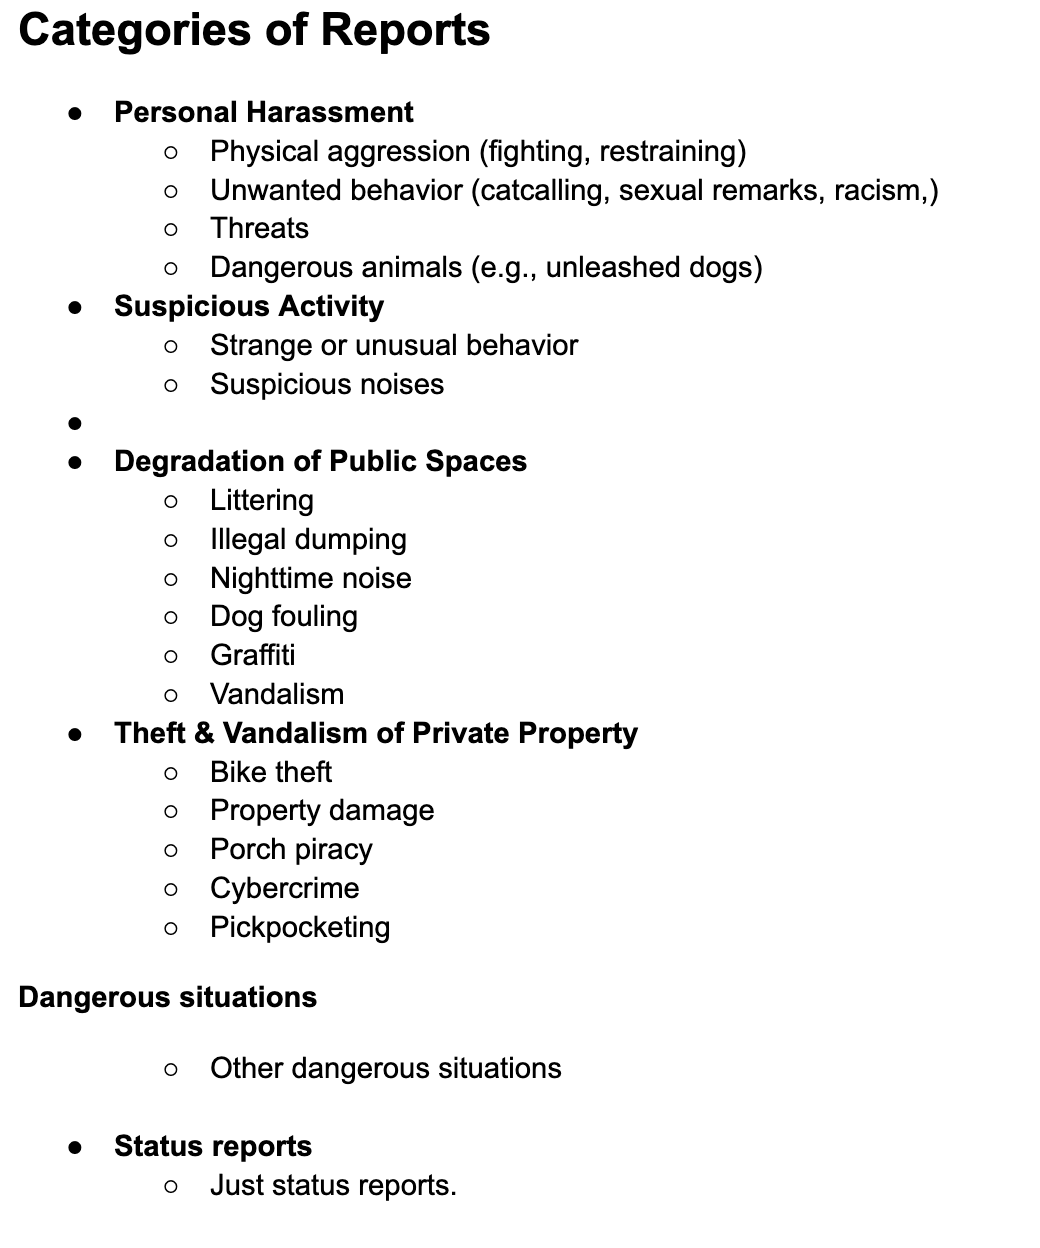 Categories of Reports
● Personal Harassment
○ Physical aggression (fighting, restraining)
○ Unwanted behavior (catcalling, sexual remarks, racism,)
○ Threats
○ Dangerous animals (e.g., unleashed dogs)
● Suspicious Activity
○ Strange or unusual behavior
○ Suspicious noises
●
● Degradation of Public Spaces
○ Littering
○ Illegal dumping
○ Nighttime noise
○ Dog fouling
○ Graffiti
○ Vandalism
● Theft & Vandalism of Private Property
○ Bike theft
○ Property damage
○ Porch piracy
○ Cybercrime
○ Pickpocketing
Dangerous situations
○ Other dangerous situations
● Status reports
○ Just status reports.